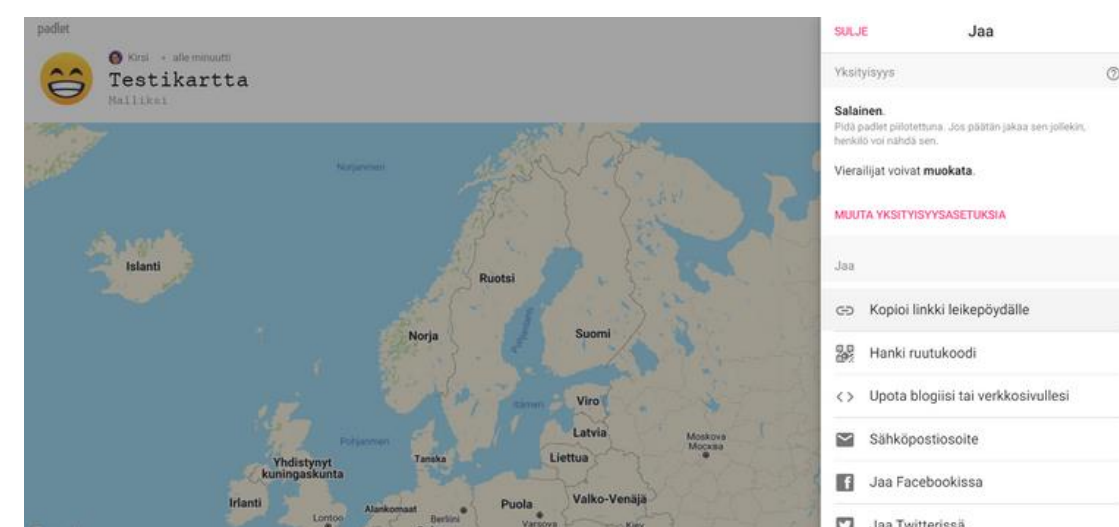 padlet
Kirsi • alle minuutti
Testikartta
Malliksi
Norjanmeri
Islanti
Ruotsi
Norja
Suomi
Pohjanlahti
Itämeri
Viro
Pohjanmeri
Latvia
Moskova
Москва
Tanska
Liettua
Yhdistynyt
kuningaskunta
Irlanti
Alankomaat
Puola
Valko-Venäjä
Lontoo
Berliini
Varsova
Kiev
SULJE
Jaa
Yksityisyys
Salainen.
Pidä padlet piilotettuna. Jos päätän jakaa sen jollekin,
henkilö voi nähdä sen.
Vierailijat voivat muokata.
MUUTA YKSITYISYYSASETUKSIA
Jaa
Kopioi linkki leikepöydälle
Hanki ruutukoodi
Upota blogiisi tai verkkosivullesi
Sähköpostiosoite
Jaa Facebookissa
Jaa Twitterissä